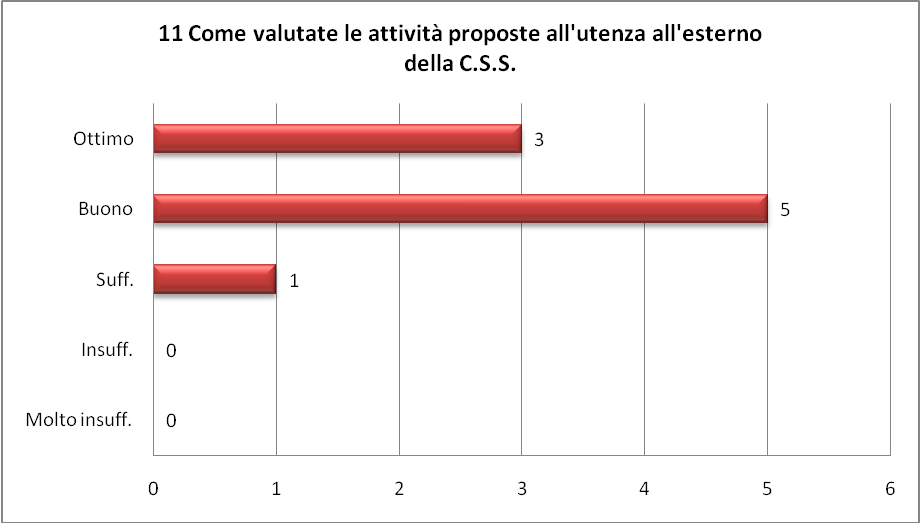 11 Come valutate le attività proposte all'utenza all'esterno
della C.S.S.
Ottimo 3
Buono 5
Suff. 1
Insuff. 0
Molto insuff. 0
0 1 2 3 4 5 6